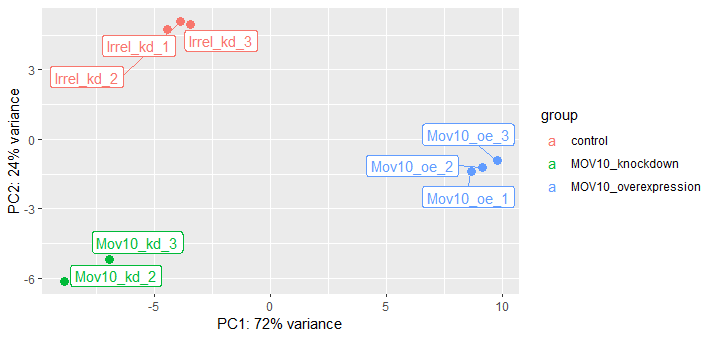 Irrel_kd_1
Irrel_kd_3
Irrel_kd_2
Mov10_oe_3
Mov10_oe_2
Mov10_oe_1
Mov10_kd_3
Mov10_kd_2
3
0
-3
-6
PC2: 24% variance
-5
0
5
10
PC1: 72% variance
group
a control
a MOV10_knockdown
a MOV10_overexpression